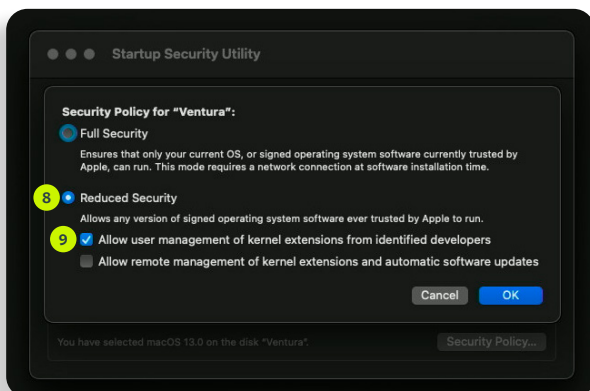 Startup Security Utility
Security Policy for “Ventura”:
Full Security
Ensures that only your current OS, or signed operating system software currently trusted by
Apple, can run. This mode requires a network connection at software installation time.
8 Reduced Security
Allows any version of signed operating system software ever trusted by Apple to run.
9 Allow user management of kernel extensions from identified developers
Allow remote management of kernel extensions and automatic software updates
Cancel OK
You have selected macOS 13.0 on the disk “Ventura”. Security Policy...